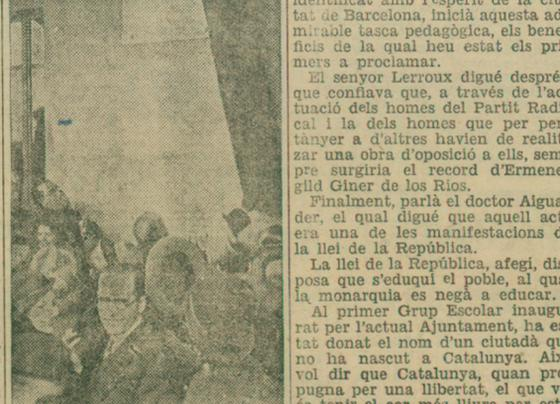 identificat amb l'esperit de la ciu
tat de Barcelona, inicià aquesta ad
mirable tasca pedagògica, els bene
ficis de la qual heu estat els pri
mers a proclamar.
El senyor Lerroux digué despré
que confiava que, a través de l'ac
tuació dels homes del Partit Radi
cal i la dels homes que per per
tànyer a d'altres havien de realit
zar una obra d'oposició a ells, sem
pre surgiria el record d'Ermene
gild Giner de los Ríos.
Finalment, parlà el doctor Aigua
der, el qual digué que aquell ac
era una de les manifestacions d
la llei de la República.
La llei de la República, afegí, dis
posa que s'eduqui el poble, al qua
la monarquia es negà a educar.
Al primer Grup Escolar inaugu
rat per l'actual Ajuntament, ha es
tat donat el nom d'un ciutadà qu
no ha nascut a Catalunya. Aix
vol dir que Catalunya, quan pro
pugna per una llibertat, el que v